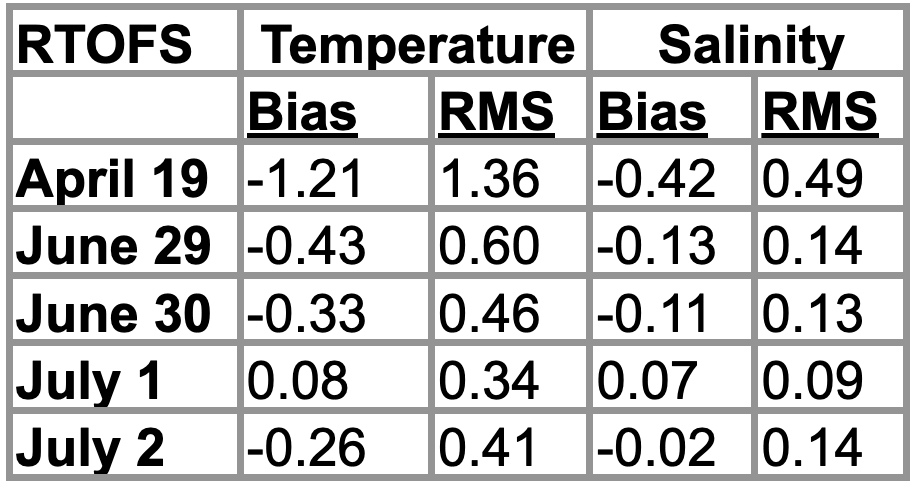 RTOFS Temperature Salinity
Bias RMS Bias RMS
April 19 -1.21 1.36 -0.42 0.49
June 29 -0.43 0.60 -0.13 0.14
June 30 -0.33 0.46 -0.11 0.13
July 1 0.08 0.34 0.07 0.09
July 2 -0.26 0.41 -0.02 0.14